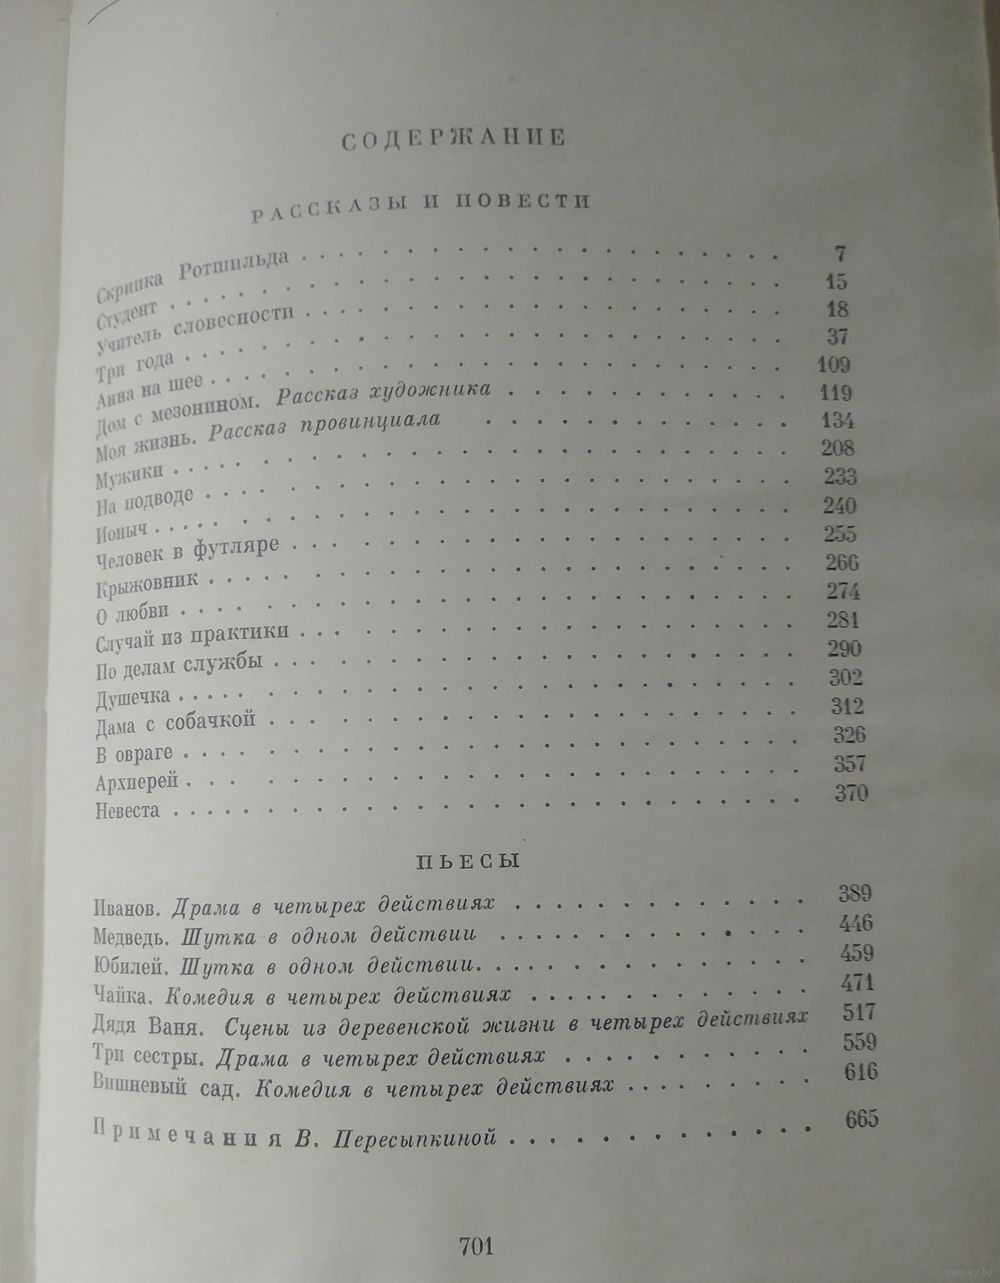 СОДЕРЖАНИЕ
РАССКАЗЫ И ПОВЕСТИ
Скрипка Ротшильда . . . . . . . . . . . . . . . . . . . . 7
Студент . . . . . . . . . . . . . . . . . . . . 15
Учитель словесности . . . . . . . . . . . . . . . . . . . . 18
Три года . . . . . . . . . . . . . . . . . . . . 37
Анна на шее . . . . . . . . . . . . . . . . . . . . 109
Дом с мезонином. Рассказ художника . . . . . . . . . . . . . 119
Моя жизнь. Рассказ провинциала . . . . . . . . . . . . . 134
Мужики . . . . . . . . . . . . . . . . . . . . 208
На подводе . . . . . . . . . . . . . . . . . . . . 233
Ионыч . . . . . . . . . . . . . . . . . . . . 240
Человек в футляре . . . . . . . . . . . . . . . . . . . . 255
Крыжовник . . . . . . . . . . . . . . . . . . . . 266
О любви . . . . . . . . . . . . . . . . . . . . 274
Случай из практики . . . . . . . . . . . . . . . . . . . . 281
По делам службы . . . . . . . . . . . . . . . . . . . . 290
Душечка . . . . . . . . . . . . . . . . . . . . 302
Дама с собачкой . . . . . . . . . . . . . . . . . . . . 312
В овраге . . . . . . . . . . . . . . . . . . . . 326
Архиерей . . . . . . . . . . . . . . . . . . . . 357
Невеста . . . . . . . . . . . . . . . . . . . . 370
ПЬЕСЫ
Иванов. Драма в четырех действиях . . . . . . . . . . . . . 389
Медведь. Шутка в одном действии . . . . . . . . . . . . . 446
Юбилей. Шутка в одном действии. . . . . . . . . . . . . . 459
Чайка. Комедия в четырех действиях . . . . . . . . . . . . 471
Дядя Ваня. Сцены из деревенской жизни в четырех действиях 517
Три сестры. Драма в четырех действиях . . . . . . . . . . . 559
Вишневый сад. Комедия в четырех действиях . . . . . . . . . 616
Примечания В. Пересыпкиной . . . . . . . . . . . . . 665
701
www.ay.by